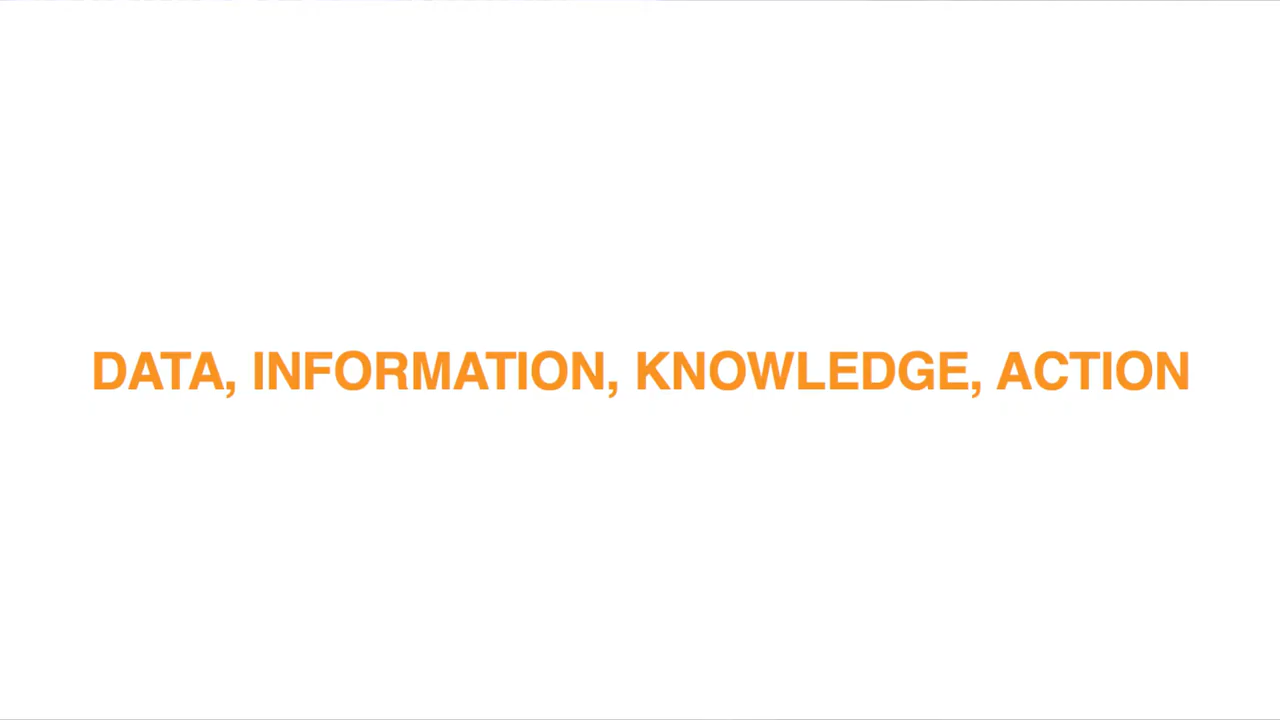 DATA, INFORMATION, KNOWLEDGE, ACTION